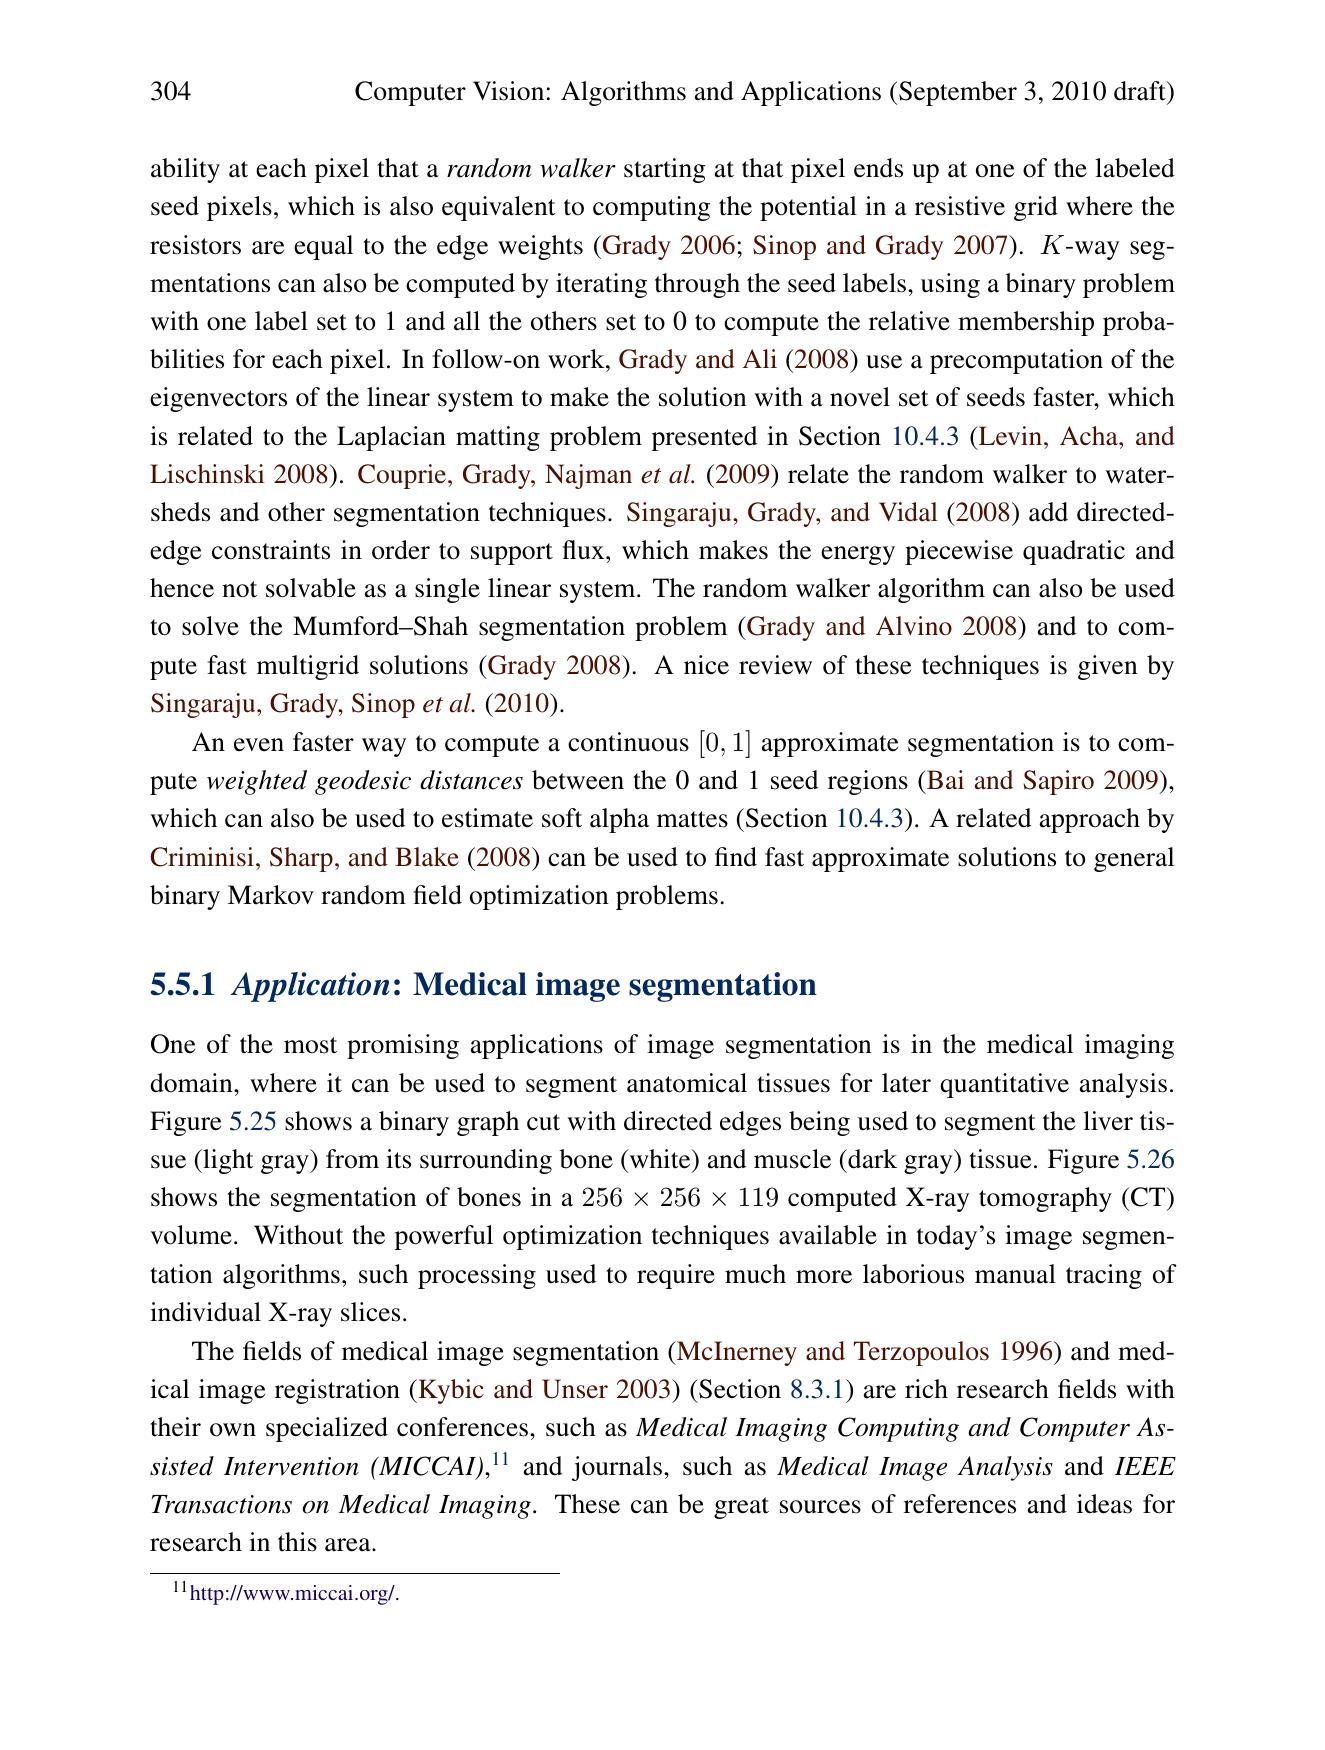 304 Computer Vision: Algorithms and Applications (September 3, 2010 draft)
ability at each pixel that a random walker starting at that pixel ends up at one of the labeled
seed pixels, which is also equivalent to computing the potential in a resistive grid where the
resistors are equal to the edge weights (Grady 2006; Sinop and Grady 2007). K-way seg-
mentations can also be computed by iterating through the seed labels, using a binary problem
with one label set to 1 and all the others set to 0 to compute the relative membership proba-
bilities for each pixel. In follow-on work, Grady and Ali (2008) use a precomputation of the
eigenvectors of the linear system to make the solution with a novel set of seeds faster, which
is related to the Laplacian matting problem presented in Section 10.4.3 (Levin, Acha, and
Lischinski 2008). Couprie, Grady, Najman et al. (2009) relate the random walker to water-
sheds and other segmentation techniques. Singaraju, Grady, and Vidal (2008) add directed-
edge constraints in order to support flux, which makes the energy piecewise quadratic and
hence not solvable as a single linear system. The random walker algorithm can also be used
to solve the Mumford–Shah segmentation problem (Grady and Alvino 2008) and to com-
pute fast multigrid solutions (Grady 2008). A nice review of these techniques is given by
Singaraju, Grady, Sinop et al. (2010).
An even faster way to compute a continuous [0, 1] approximate segmentation is to com-
pute weighted geodesic distances between the 0 and 1 seed regions (Bai and Sapiro 2009),
which can also be used to estimate soft alpha mattes (Section 10.4.3). A related approach by
Criminisi, Sharp, and Blake (2008) can be used to find fast approximate solutions to general
binary Markov random field optimization problems.
5.5.1 Application: Medical image segmentation
One of the most promising applications of image segmentation is in the medical imaging
domain, where it can be used to segment anatomical tissues for later quantitative analysis.
Figure 5.25 shows a binary graph cut with directed edges being used to segment the liver tis-
sue (light gray) from its surrounding bone (white) and muscle (dark gray) tissue. Figure 5.26
shows the segmentation of bones in a 256 × 256 × 119 computed X-ray tomography (CT)
volume. Without the powerful optimization techniques available in today's image segmen-
tation algorithms, such processing used to require much more laborious manual tracing of
individual X-ray slices.
The fields of medical image segmentation (McInerney and Terzopoulos 1996) and med-
ical image registration (Kybic and Unser 2003) (Section 8.3.1) are rich research fields with
their own specialized conferences, such as Medical Imaging Computing and Computer As-
sisted Intervention (MICCAI),11 and journals, such as Medical Image Analysis and IEEE
Transactions on Medical Imaging. These can be great sources of references and ideas for
research in this area.
11http://www.miccai.org/.